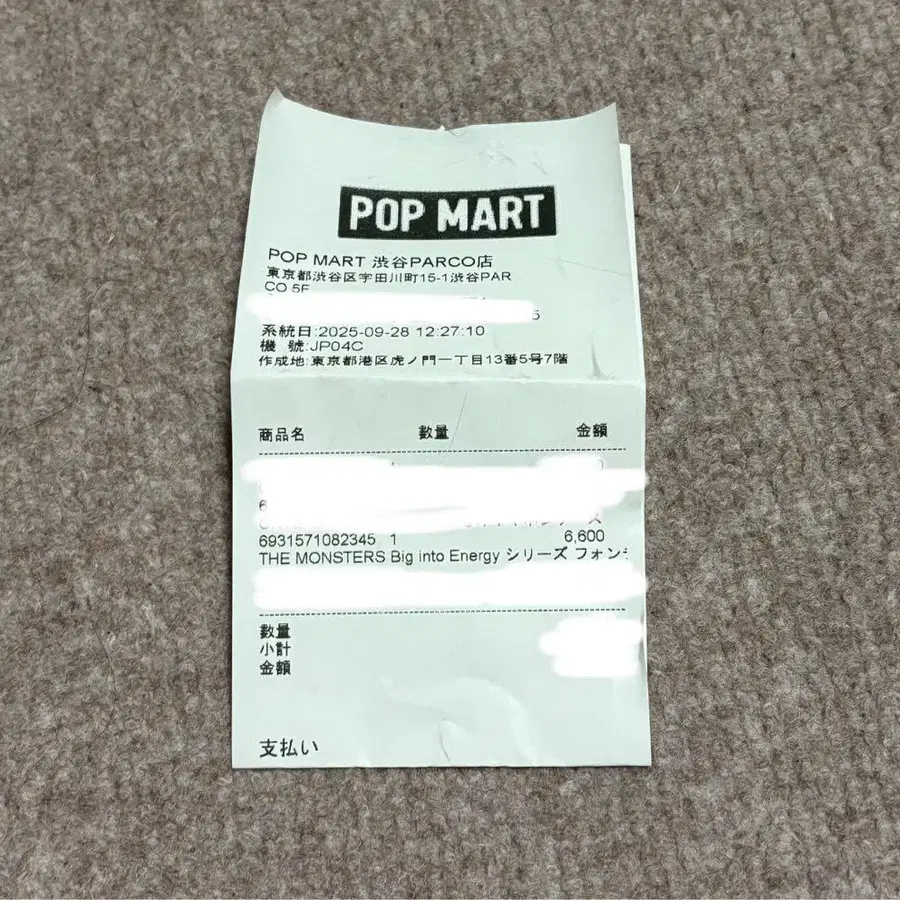 POP MART
POP MART 渋谷PARCO店
東京都渋谷区宇田川町15-1渋谷PAR
CO 5F
5
系統日:2025-09-28 12:27:10
機 號:JP04C
作成地:東京都港区虎ノ門一丁目13番5号7階
商品名 數量 金額
6
6931571082345 1 6,600
THE MONSTERS Big into Energy シリーズ フォンデ
數量
小計
金額
支払い